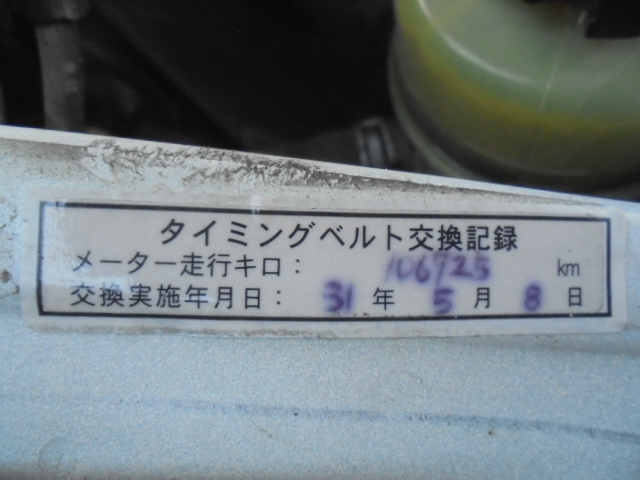 タイミングベルト交換記録
メーター走行キロ： 106725 km
交換実施年月日： 31 年 5 月 8 日